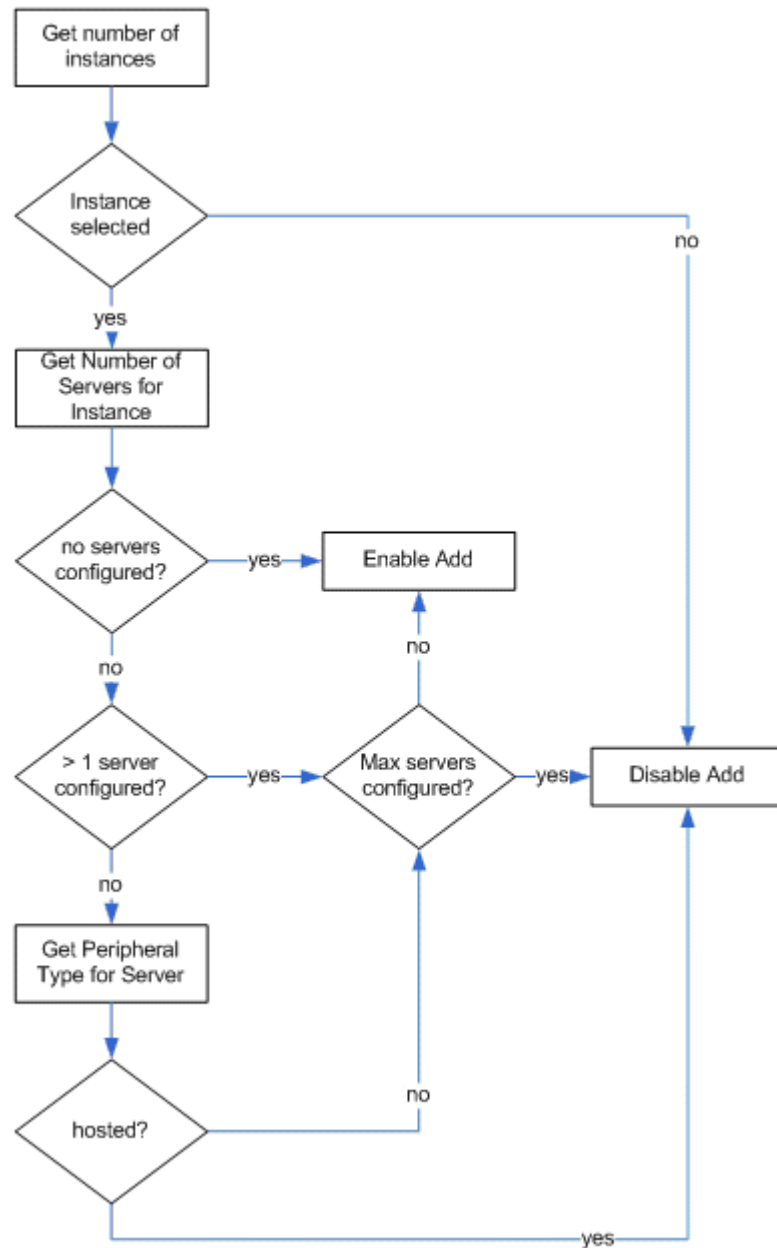 Get number of
instances
Instance
selected
no
yes
Get Number of
Servers for
Instance
no servers
configured?
yes
Enable Add
no
no
> 1 server
configured?
yes
Max servers
configured?
yes
Disable Add
no
Get Peripheral
Type for Server
no
hosted?
yes